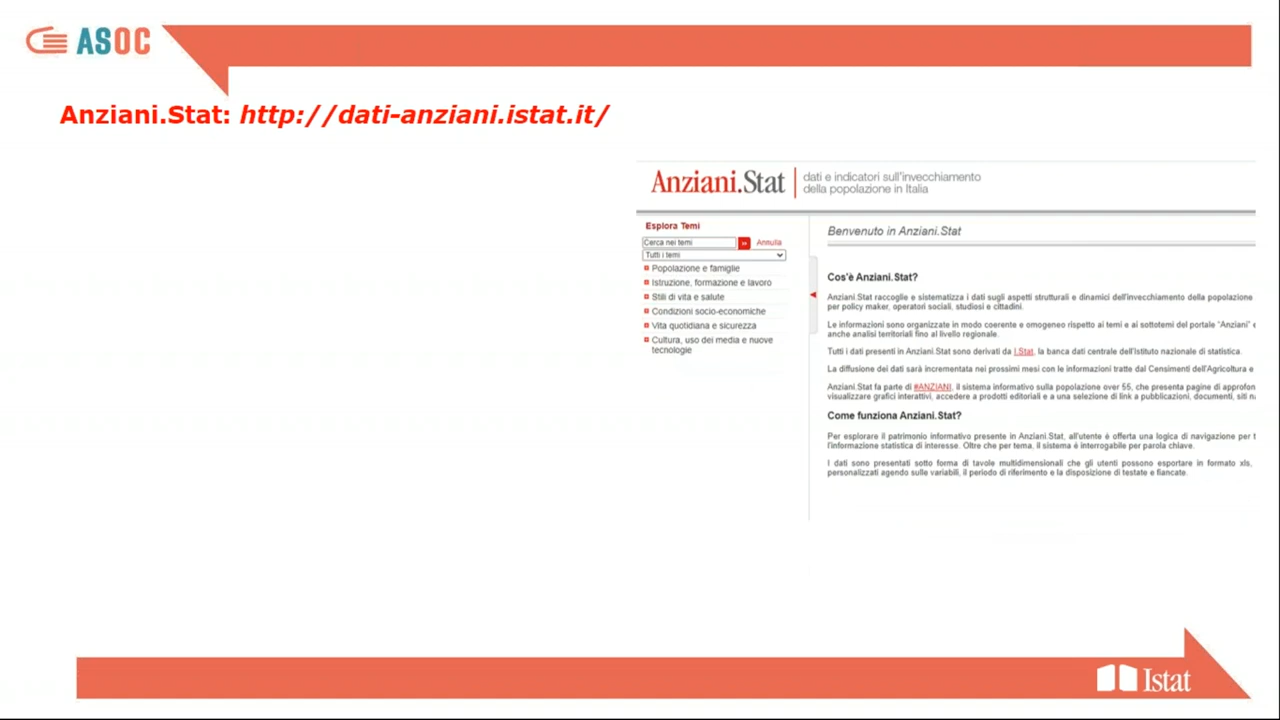 ASOC
Anziani.Stat: http://dati-anziani.istat.it/
Anziani.Stat
dati e indicatori sull'invecchiamento
della popolazione in Italia
Esplora Temi
Cerca nei temi
Annulla
Tutti i temi
Popolazione e famiglie
Istruzione, formazione e lavoro
Stili di vita e salute
Condizioni socio-economiche
Vita quotidiana e sicurezza
Cultura, uso dei media e nuove
tecnologie
Benvenuto in Anziani.Stat
Cos'è Anziani.Stat?
Anziani.Stat raccoglie e sistematizza i dati sugli aspetti strutturali e dinamici dell'invecchiamento della popolazione
per policy maker, operatori sociali, studiosi e cittadini.
Le informazioni sono organizzate in modo coerente e omogeneo rispetto ai temi e ai sottotemi del portale "Anziani" e
anche analisi territoriali fino al livello regionale.
Tutti i dati presenti in Anziani.Stat sono derivati da I.Stat, la banca dati centrale dell'Istituto nazionale di statistica.
La diffusione dei dati sarà incrementata nei prossimi mesi con le informazioni tratte dai Censimenti dell'Agricoltura e
Anziani.Stat fa parte di #ANZIANI, il sistema informativo sulla popolazione over 55, che presenta pagine di approfon
visualizzare grafici interattivi, accedere a prodotti editoriali e a una selezione di link a pubblicazioni, documenti, siti
Come funziona Anziani.Stat?
Per esplorare il patrimonio informativo presente in Anziani.Stat, all'utente è offerta una logica di navigazione per t
l'informazione statistica di interesse. Oltre che per tema, il sistema è interrogabile per parola chiave.
I dati sono presentati sotto forma di tavole multidimensionali che gli utenti possono esportare in formato xls,
personalizzati agendo sulle variabili, il periodo di riferimento e la disposizione di testate e fiancate.
Istat